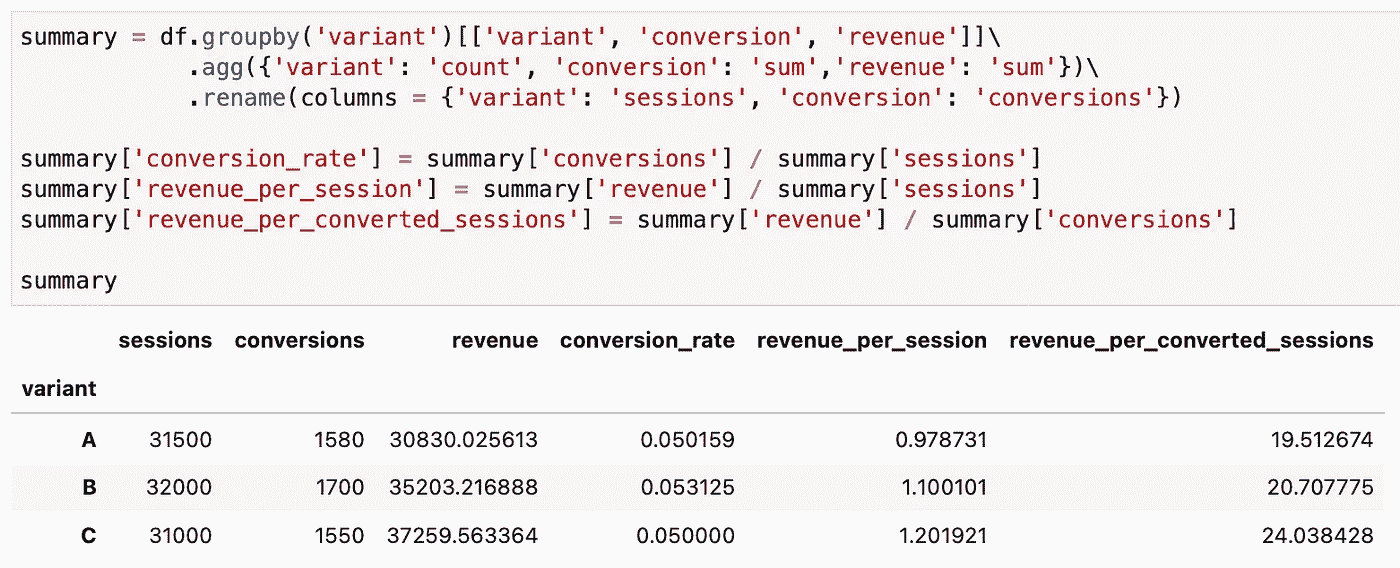 summary = df.groupby('variant')[['variant', 'conversion', 'revenue']]\
.agg({'variant': 'count', 'conversion': 'sum','revenue': 'sum'})\
.rename(columns = {'variant': 'sessions', 'conversion': 'conversions'})
summary['conversion_rate'] = summary['conversions'] / summary['sessions']
summary['revenue_per_session'] = summary['revenue'] / summary['sessions']
summary['revenue_per_converted_sessions'] = summary['revenue'] / summary['conversions']
summary
sessions conversions revenue conversion_rate revenue_per_session revenue_per_converted_sessions
variant
A 31500 1580 30830.025613 0.050159 0.978731 19.512674
B 32000 1700 35203.216888 0.053125 1.100101 20.707775
C 31000 1550 37259.563364 0.050000 1.201921 24.038428